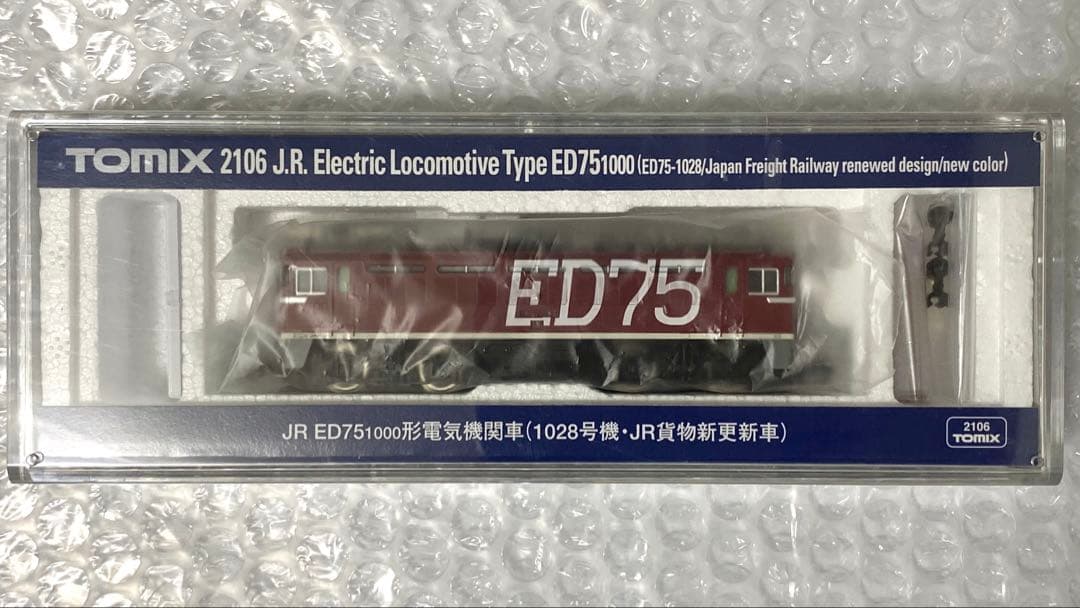 TOMIX 2106 J.R. Electric Locomotive Type ED751000 (ED75-1028/Japan Freight Railway renewed design/new color)
ED75
JR ED751000形電気機関車(1028号機・JR貨物新更新車)
2106
TOMIX